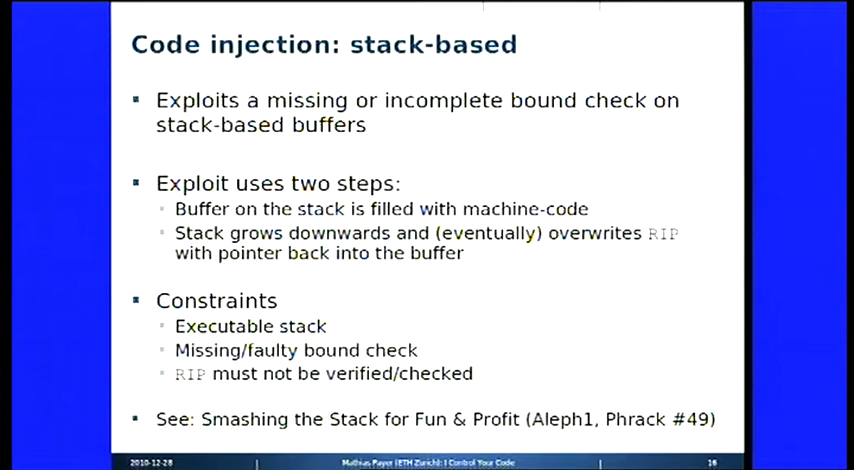 Code injection: stack-based
Exploits a missing or incomplete bound check on
stack-based buffers
Exploit uses two steps:
Buffer on the stack is filled with machine-code
Stack grows downwards and (eventually) overwrites RIP
with pointer back into the buffer
Constraints
Executable stack
Missing/faulty bound check
RIP must not be verified/checked
See: Smashing the Stack for Fun & Profit (Aleph1, Phrack #49)
2010-12-28 Mathias Payer (ETH Zurich): I Control Your Code 16